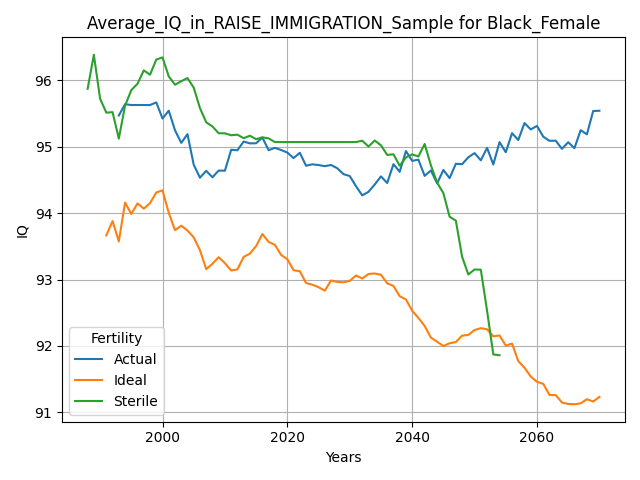 Average_IQ_in_RAISE_IMMIGRATION_Sample for Black_Female
IQ
96
95
94
93
92
91
Fertility
Actual
Ideal
Sterile
2000
2020
2040
2060
Years